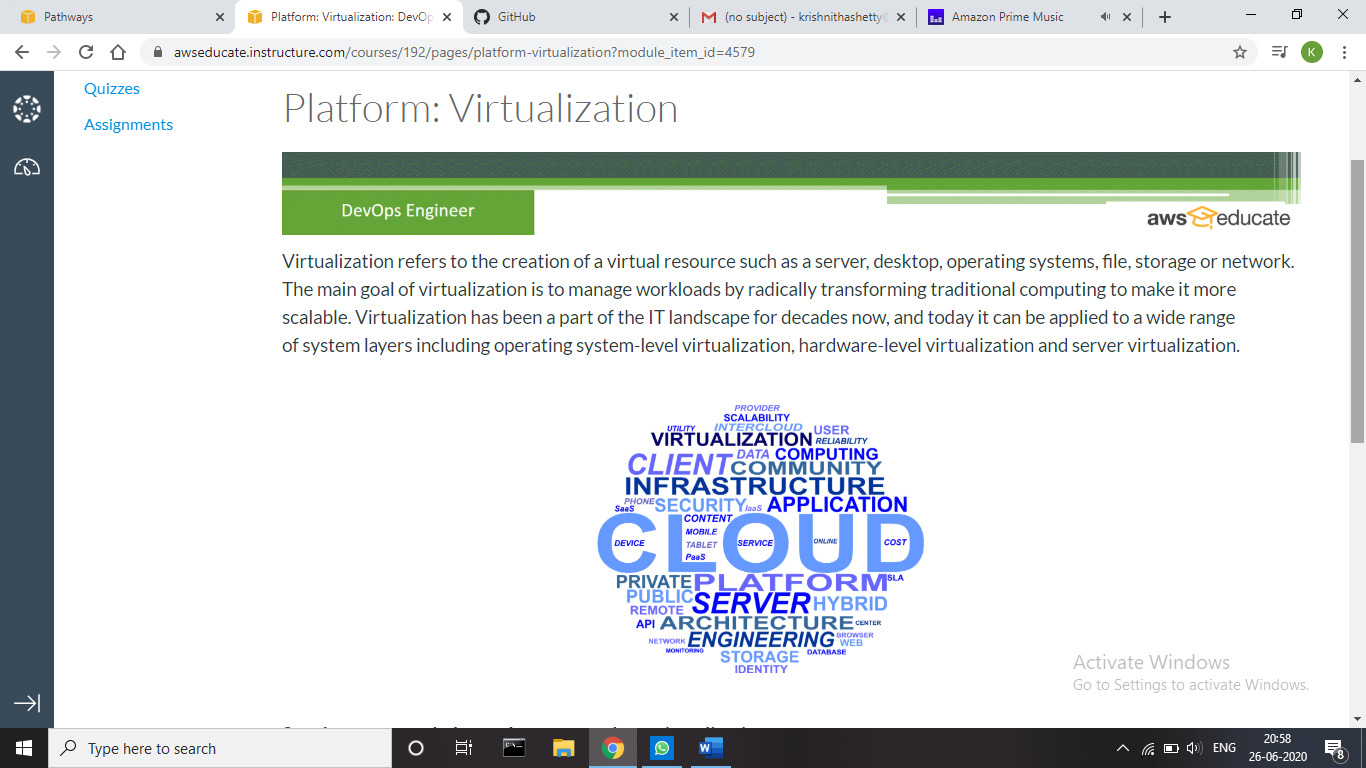 Pathways
Platform: Virtualization: DevOp
GitHub
(no subject) - krishnithashetty@
Amazon Prime Music
awseducate.instructure.com/courses/192/pages/platform-virtualization?module_item_id=4579
K
Quizzes
Assignments
Platform: Virtualization
DevOps Engineer
aws educate
Virtualization refers to the creation of a virtual resource such as a server, desktop, operating systems, file, storage or network.
The main goal of virtualization is to manage workloads by radically transforming traditional computing to make it more
scalable. Virtualization has been a part of the IT landscape for decades now, and today it can be applied to a wide range
of system layers including operating system-level virtualization, hardware-level virtualization and server virtualization.
PROVIDER
SCALABILITY
UTILITY INTERCLOUD USER
VIRTUALIZATION RELIABILITY
CLIENT DATA COMPUTING
COMMUNITY
INFRASTRUCTURE
PHONE SECURITY IaaS APPLICATION
SaaS
CONTENT
CLOUD
MOBILE
DEVICE TABLET SERVICE ONLINE COST
PaaS
PRIVATE PLATFORM SLA
PUBLIC SERVER HYBRID
REMOTE
API ARCHITECTURE CENTER
NETWORK ENGINEERING BROWSER
WEB
MONITORING STORAGE DATABASE
IDENTITY
Activate Windows
Go to Settings to activate Windows.
Type here to search
ENG
20:58
26-06-2020
8